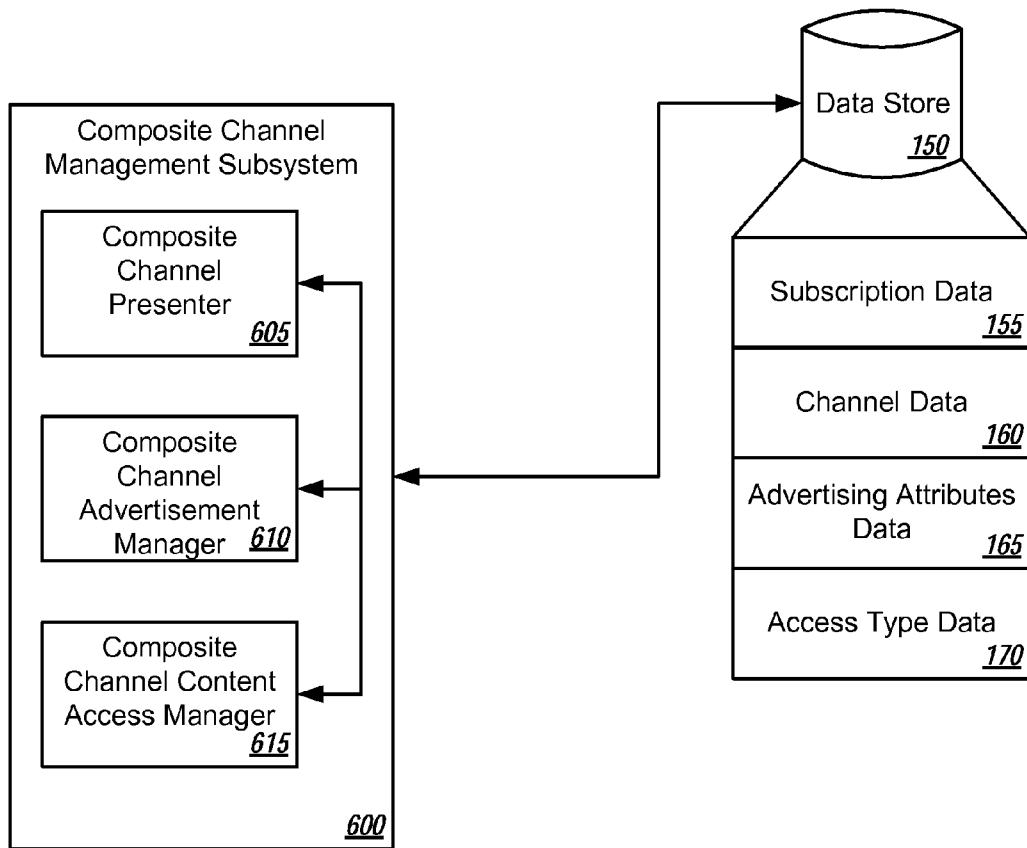 Composite Channel
Management Subsystem
Composite
Channel
Presenter
605
Composite
Channel
Advertisement
Manager
610
Composite
Channel Content
Access Manager
615
600
Data Store
150
Subscription Data
155
Channel Data
160
Advertising Attributes
Data
165
Access Type Data
170